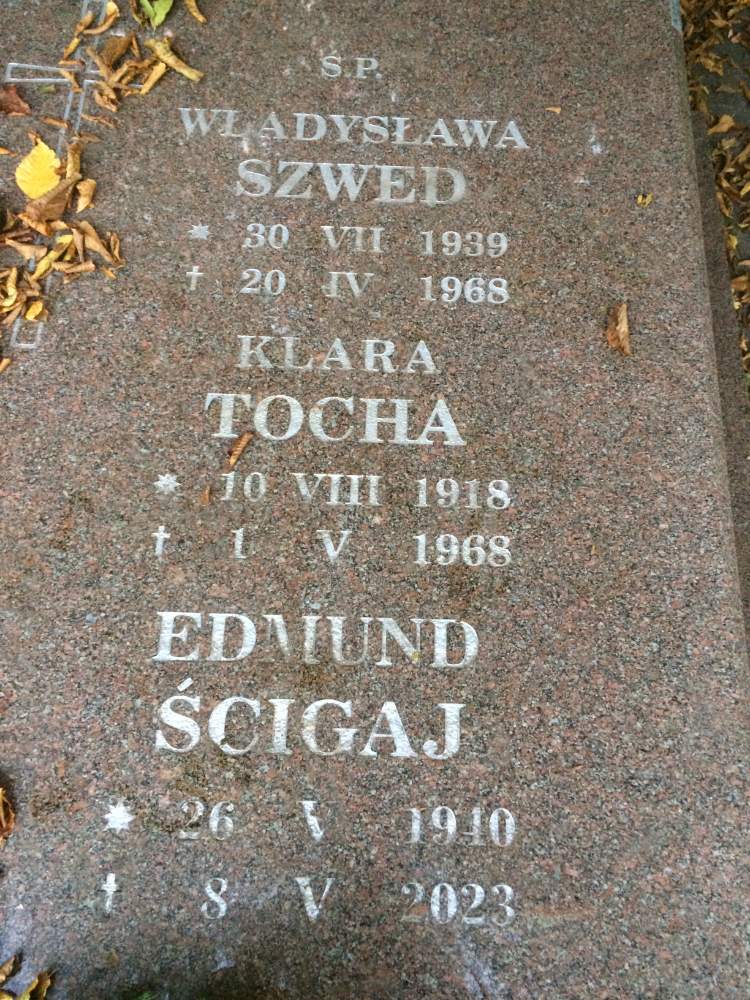 Ś.P.
WŁADYSŁAWA
SZWED
* 30 VII 1939
† 20 IV 1968
KLARA
TOCHA
* 10 VIII 1918
† 1 V 1968
EDMUND
ŚCIGAJ
* 26 V 1940
† 8 V 2023